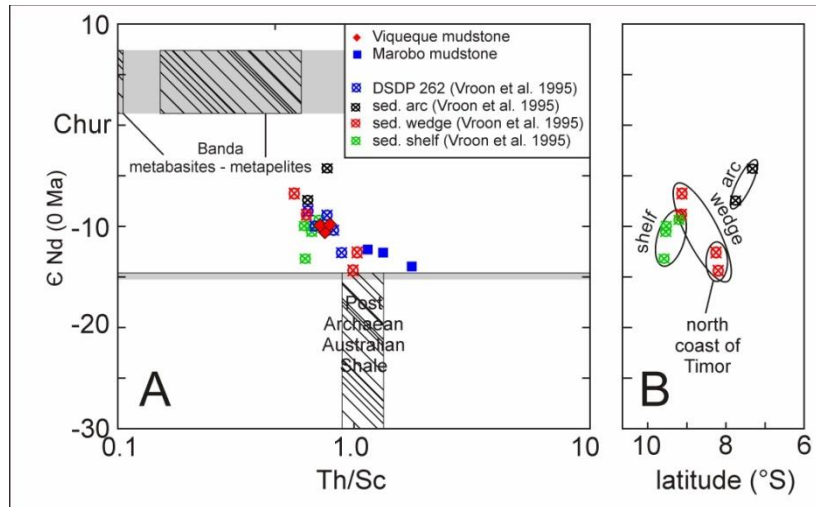 10
Chur
-10
-20
-30
Є Nd (0 Ma)
Viqueque mudstone
Marobo mudstone
DSDP 262 (Vroon et al. 1995)
sed. arc (Vroon et al. 1995)
sed. wedge (Vroon et al. 1995)
sed. shelf (Vroon et al. 1995)
Banda
metabasites - metapelites
Post
Archaean
Australian
Shale
A
0.1
1.0
10
Th/Sc
arc
wedge
shelf
north
coast of
Timor
B
10
8
6
latitude (°S)